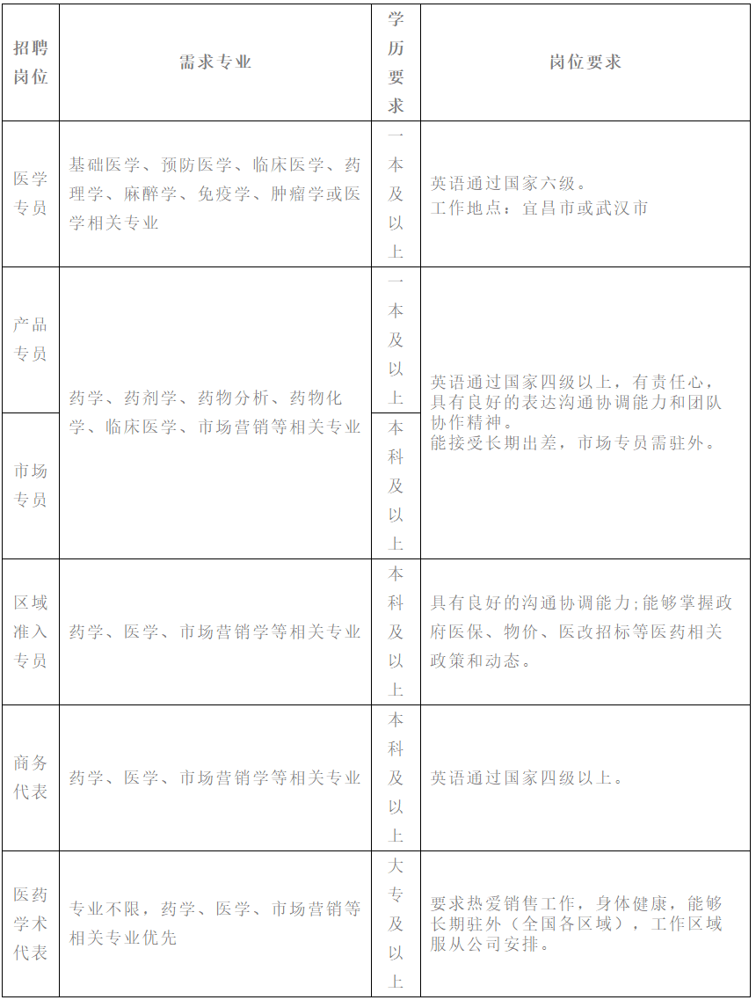 招聘
岗位
需求专业
学
历
要
求
岗位要求
医学
专员
基础医学、预防医学、临床医学、药
理学、麻醉学、免疫学、肿瘤学或医
学相关专业
一
本
及
以
上
英语通过国家六级。
工作地点：宜昌市或武汉市
产品
专员
药学、药剂学、药物分析、药物化
学、临床医学、市场营销等相关专业
一
本
及
以
上
英语通过国家四级以上，有责任心，
具有良好的表达沟通协调能力和团队
协作精神。
能接受长期出差，市场专员需驻外。
市场
专员
本
科
及
以
上
区域
准入
专员
药学、医学、市场营销学等相关专业
本
科
及
以
上
具有良好的沟通协调能力;能够掌握政
府医保、物价、医改招标等医药相关
政策和动态。
商务
代表
药学、医学、市场营销学等相关专业
本
科
及
以
上
英语通过国家四级以上。
医药
学术
代表
专业不限，药学、医学、市场营销等
相关专业优先
大
专
及
以
上
要求热爱销售工作，身体健康，能够
长期驻外（全国各区域），工作区域
服从公司安排。